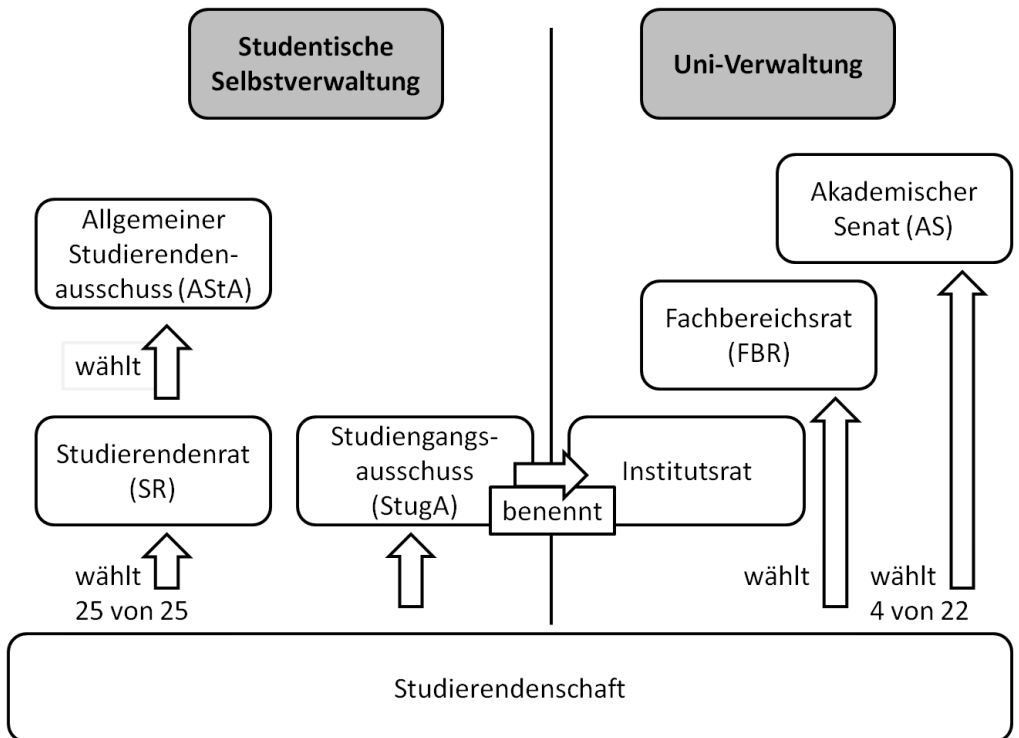 Studentische
Selbstverwaltung
Uni-Verwaltung
Akademischer
Senat (AS)
Allgemeiner
Studierenden-
ausschuss (AStA)
Fachbereichsrat
(FBR)
wählt
Studierendenrat
(SR)
Studiengangs-
ausschuss
(StugA)
benennt
Institutsrat
wählt
25 von 25
wählt
wählt
4 von 22
Studierendenschaft